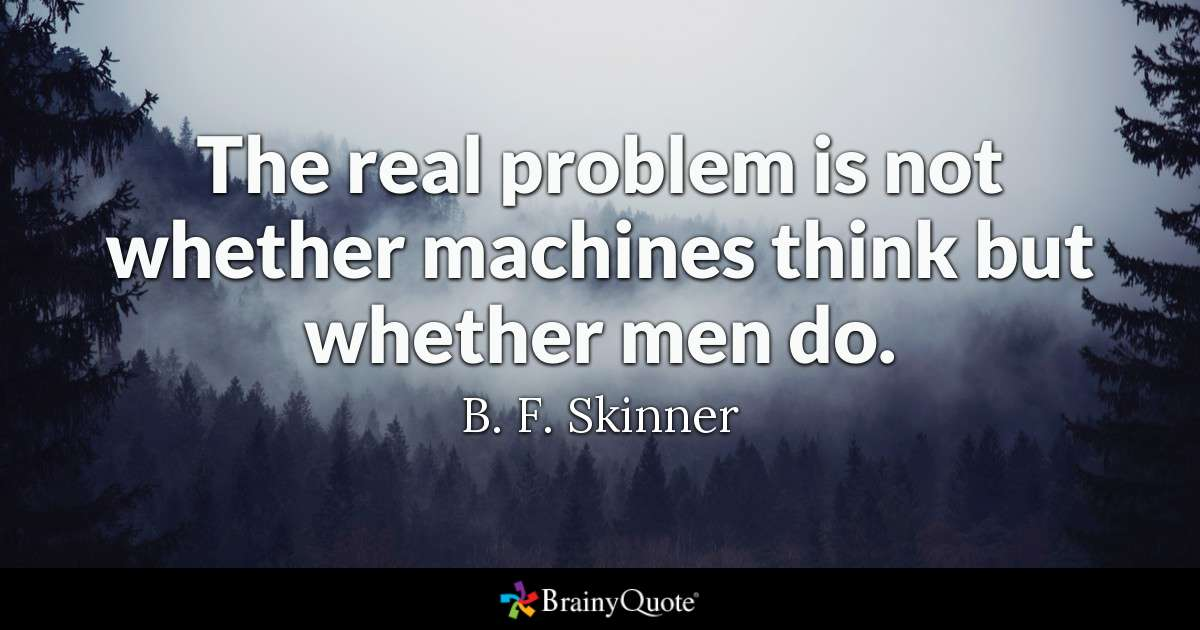 The real problem is not
whether machines think but
whether men do.
B. F. Skinner
BrainyQuote®